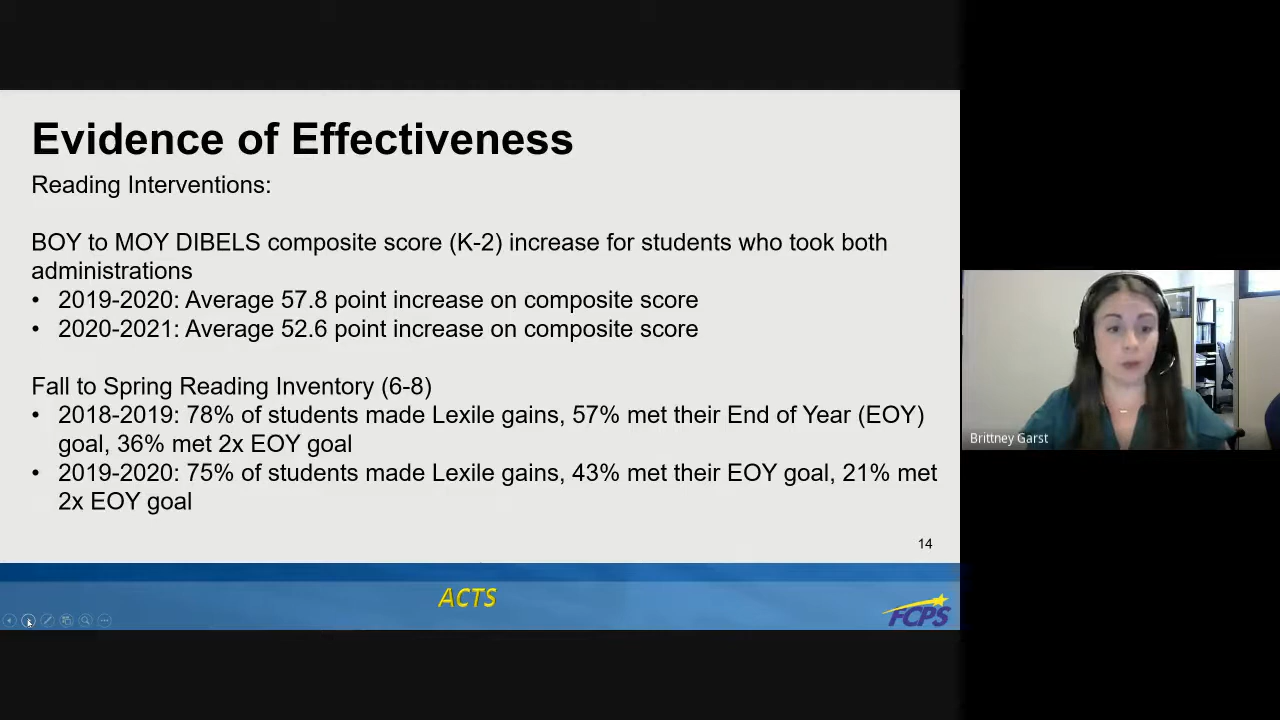 Evidence of Effectiveness
Reading Interventions:
BOY to MOY DIBELS composite score (K-2) increase for students who took both
administrations
• 2019-2020: Average 57.8 point increase on composite score
• 2020-2021: Average 52.6 point increase on composite score
Fall to Spring Reading Inventory (6-8)
• 2018-2019: 78% of students made Lexile gains, 57% met their End of Year (EOY)
goal, 36% met 2x EOY goal
• 2019-2020: 75% of students made Lexile gains, 43% met their EOY goal, 21% met
2x EOY goal
14
ACTS
FCPS
Brittney Garst